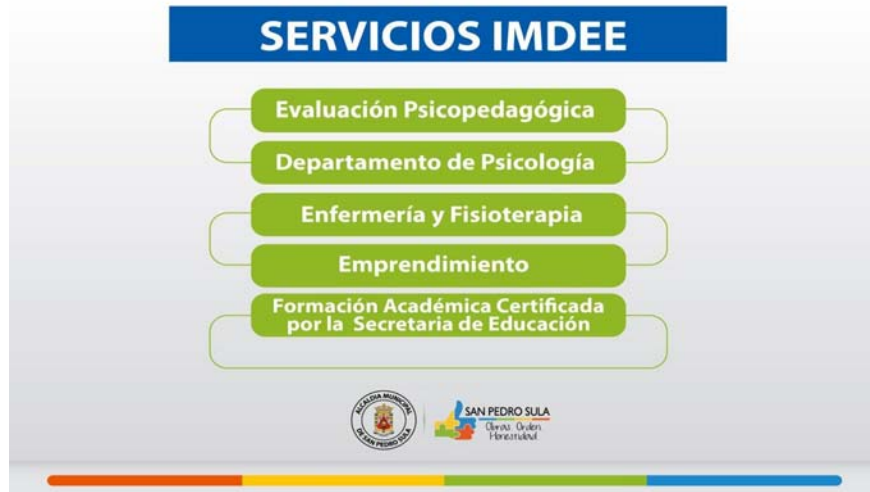 SERVICIOS IMDEE
Evaluación Psicopedagógica
Departamento de Psicología
Enfermería y Fisioterapia
Emprendimiento
Formación Académica Certificada
por la Secretaria de Educación
ALCALDIA MUNICIPAL
DE SAN PEDRO SULA
SAN PEDRO SULA
Obras Orden
Honestidad